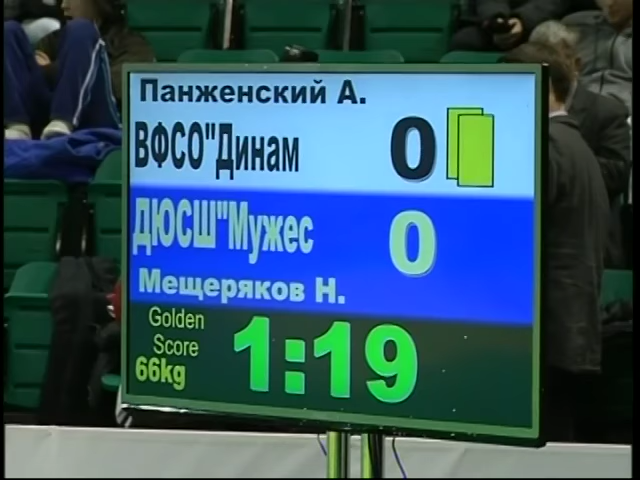 Панженский А.
ВФСО"Динам 0
ДЮСШ"Мужес 0
Мещеряков Н.
Golden
Score
66kg
1:19